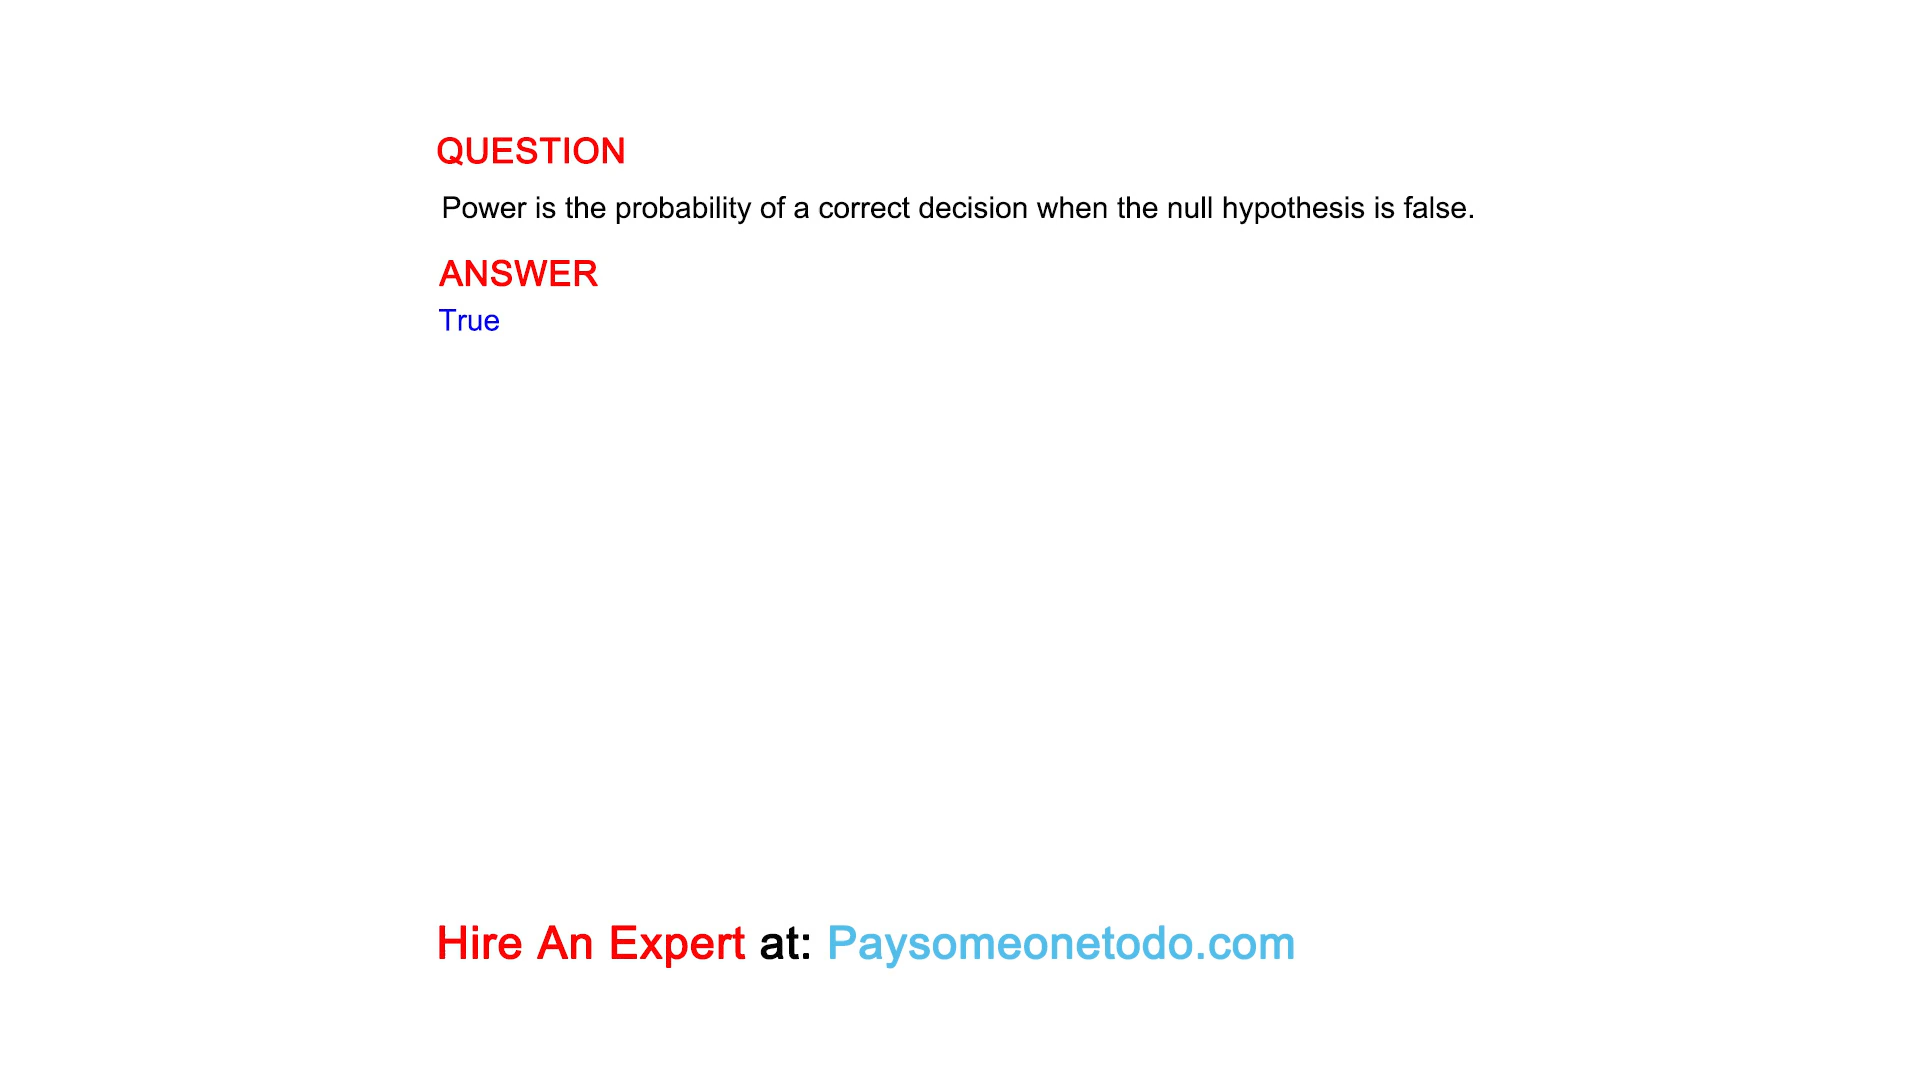 QUESTION
Power is the probability of a correct decision when the null hypothesis is false.
ANSWER
True
Hire An Expert at: Paysomeonetodo.com